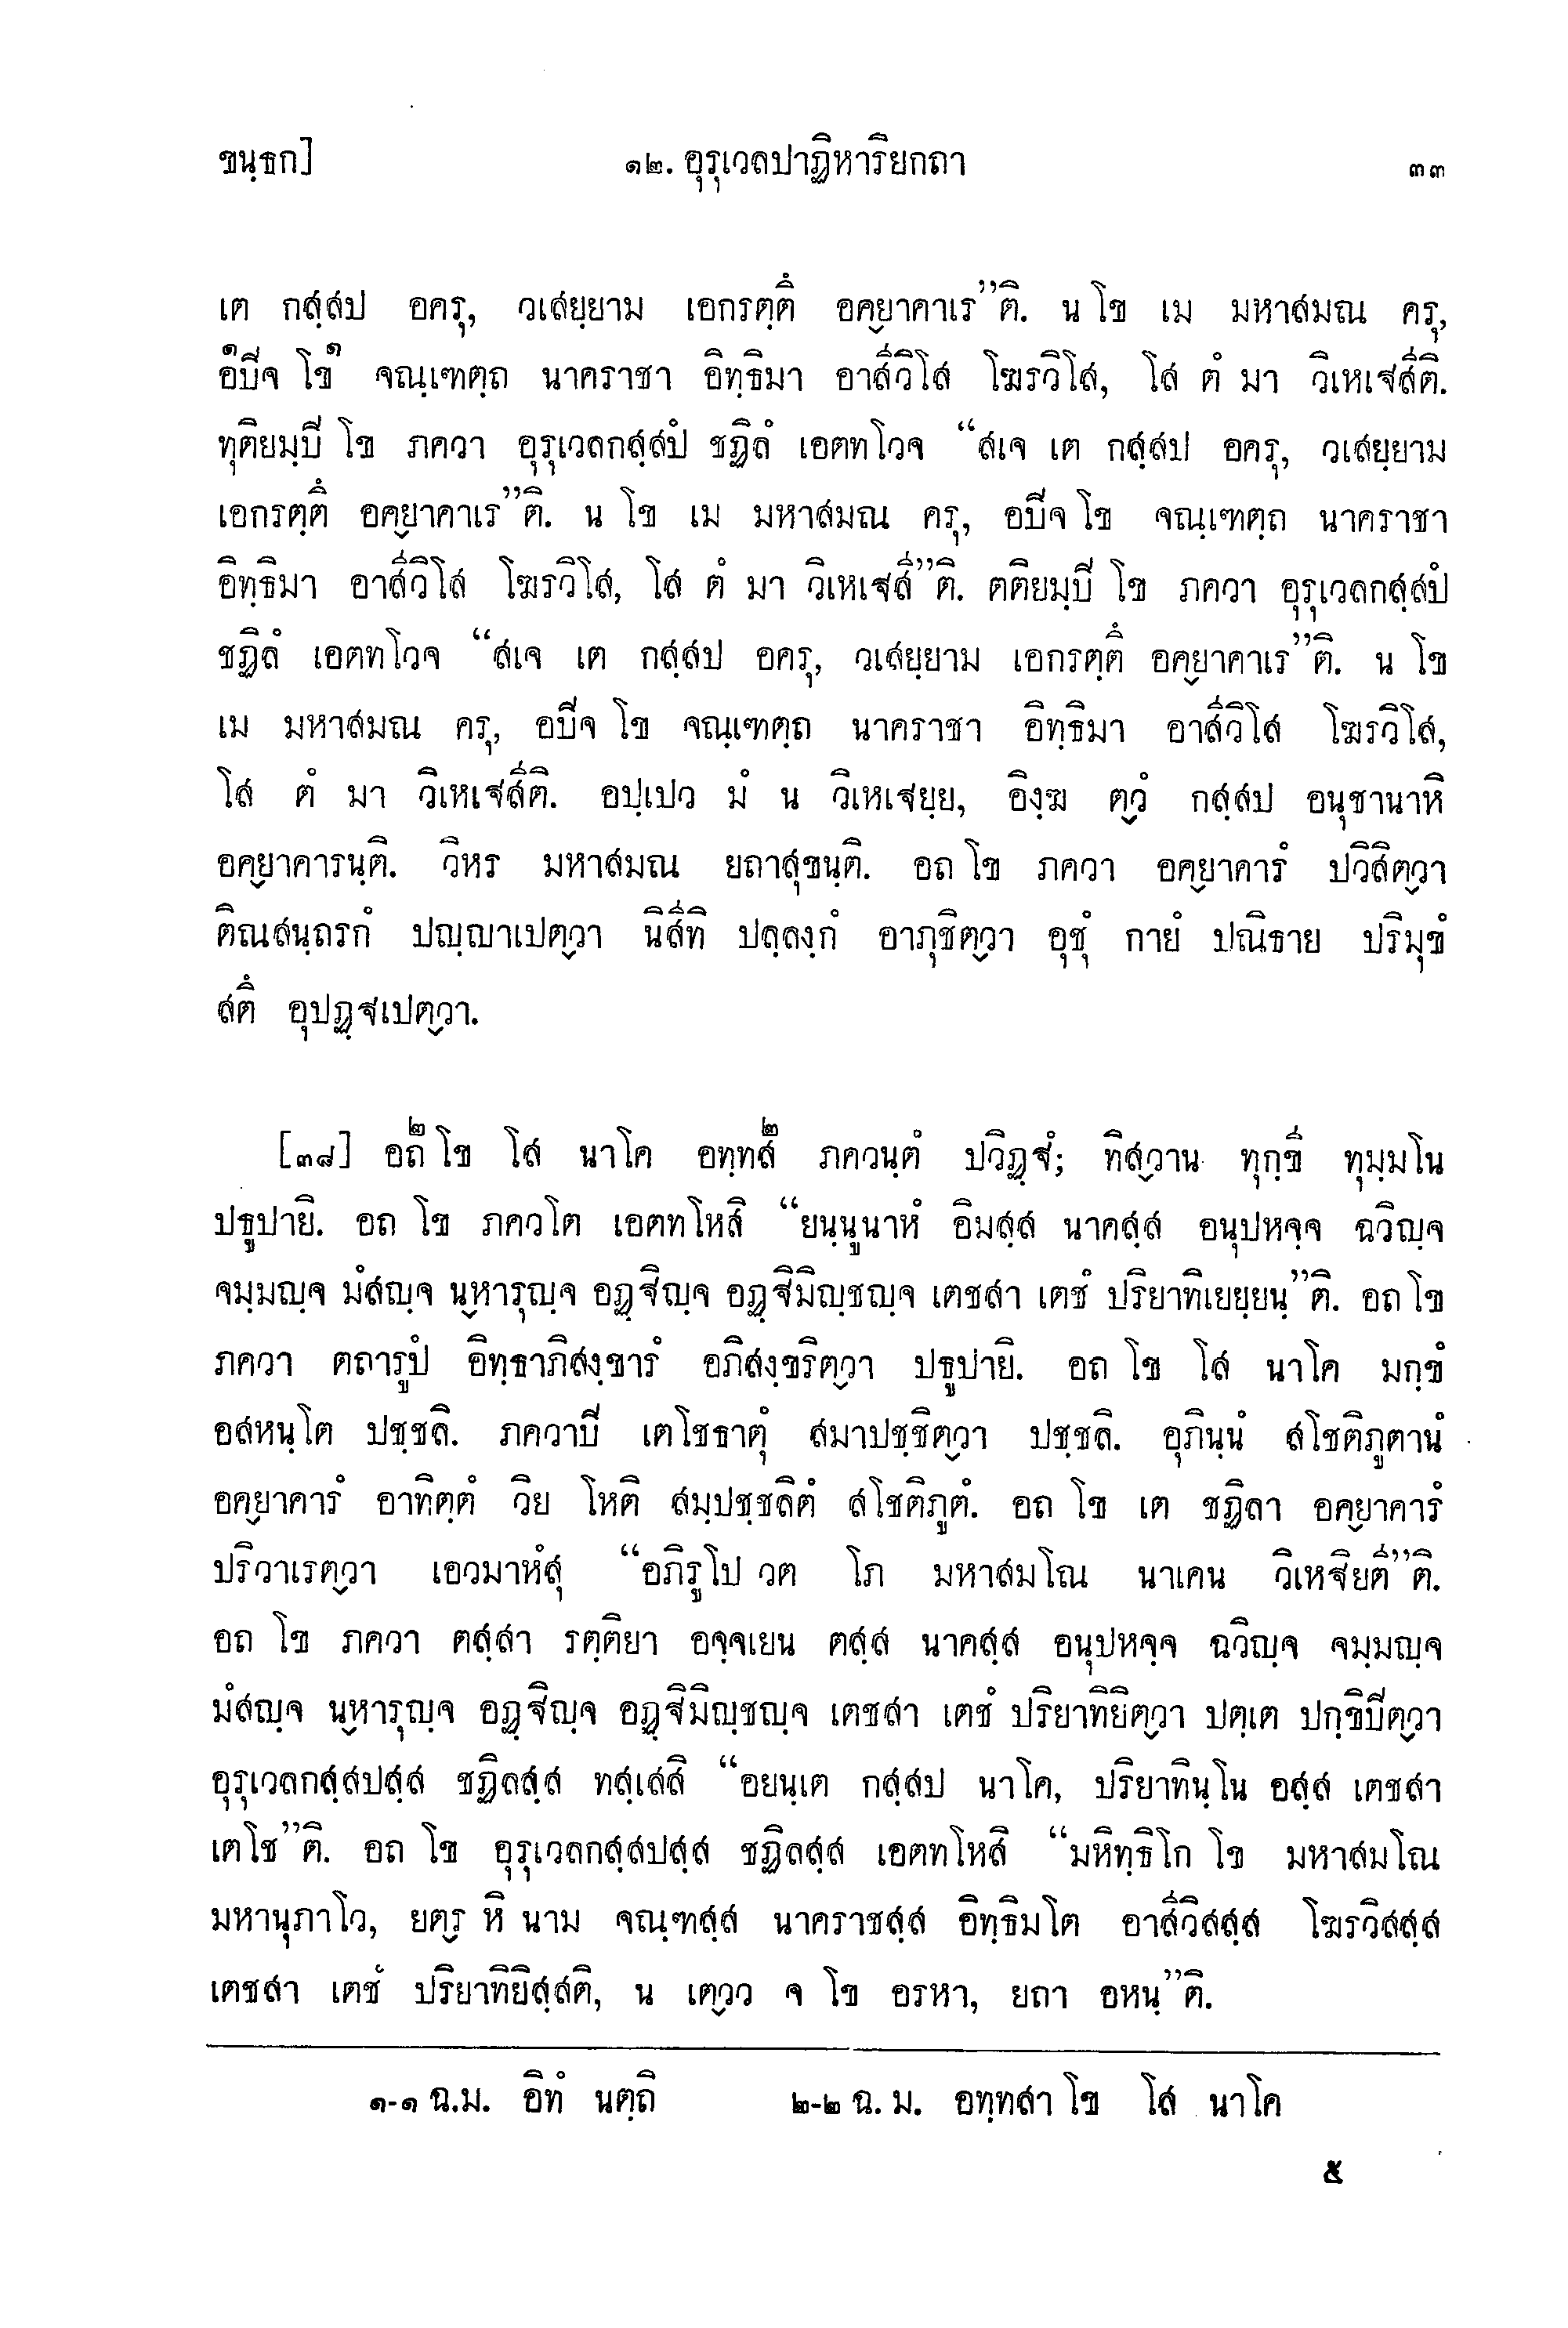 ขนฺธก] ๑๒. อุรุเวลปาฏิหาริยกถา ๓๓
เต กสฺสป อครุ, วเสยฺยาม เอกรตฺตึ อคฺยาคาเร”ติ. น โข เม มหาสมณ ครุ,
๑อปีจ โข๑ จณฺเฑตฺถ นาคราชา อิทฺธิมา อาสีวิโส โฆรวิโส, โส ตํ มา วิเหเฐสีติ.
ทุติยมฺปี โข ภควา อุรุเวลกสฺสปํ ชฏิลํ เอตทโวจ “สเจ เต กสฺสป อครุ, วเสยฺยาม
เอกรตฺตึ อคฺยาคาเร”ติ. น โข เม มหาสมณ ครุ, อปีจ โข จณฺเฑตฺถ นาคราชา
อิทฺธิมา อาสีวิโส โฆรวิโส, โส ตํ มา วิเหเฐสี”ติ. ตติยมฺปี โข ภควา อุรุเวลกสฺสปํ
ชฏิลํ เอตทโวจ “สเจ เต กสฺสป อครุ, วเสยฺยาม เอกรตฺตึ อคฺยาคาเร”ติ. น โข
เม มหาสมณ ครุ, อปีจ โข จณฺเฑตฺถ นาคราชา อิทฺธิมา อาสีวิโส โฆรวิโส,
โส ตํ มา วิเหเฐสีติ. อปฺเปว มํ น วิเหเฐยฺย, อิงฺฆ ตฺวํ กสฺสป อนุชานาหิ
อคฺยาคารนฺติ. วิหร มหาสมณ ยถาสุขนฺติ. อถ โข ภควา อคฺยาคารํ ปวิสิตฺวา
ติณสนฺถรกํ ปญฺญาเปตฺวา นิสีทิ ปลฺลงฺกํ อาภุชิตฺวา อุชุํ กายํ ปณิธาย ปริมุขํ
สตึ อุปฏฺฐเปตฺวา.
[๓๘] อถ๒ โข โส นาโค อทฺทส๒ ภควนฺตํ ปวิฏฺฐํ; ทิสฺวาน ทุกฺขี ทุมฺมโน
ปธูปายิ. อถ โข ภควโต เอตทโหสิ “ยนฺนูนาหํ อิมสฺส นาคสฺส อนุปหจฺจ ฉวิญฺจ
จมฺมญฺจ มํสญฺจ นฺหารุญฺจ อฏฺฐิญฺจ อฏฺฐิมิญฺชญฺจ เตชสา เตชํ ปริยาทิเยยฺยนฺ”ติ. อถ โข
ภควา ตถารูปํ อิทฺธาภิสงฺขารํ อภิสงฺขริตฺวา ปธูปายิ. อถ โข โส นาโค มกฺขํ
อสหนฺโต ปชฺชลิ. ภควาปี เตโชธาตุํ สมาปชฺชิตฺวา ปชฺชลิ. อุภินฺนํ สโชติภูตานํ
อคฺยาคารํ อาทิตฺตํ วิย โหติ สมฺปชฺชลิตํ สโชติภูตํ. อถ โข เต ชฏิลา อคฺยาคารํ
ปริวาเรตฺวา เอวมาหํสุ “อภิรูโป วต โภ มหาสมโณ นาเคน วิเหฐิยตี”ติ.
อถ โข ภควา ตสฺสา รตฺติยา อจฺจเยน ตสฺส นาคสฺส อนุปหจฺจ ฉวิญฺจ จมฺมญฺจ
มํสญฺจ นฺหารุญฺจ อฏฺฐิญฺจ อฏฺฐิมิญฺชญฺจ เตชสา เตชํ ปริยาทิยิตฺวา ปตฺเต ปกฺขิปีตฺวา
อุรุเวลกสฺสปสฺส ชฏิลสฺส ทสฺเสสิ “อยนฺเต กสฺสป นาโค, ปริยาทินฺโน อสฺส เตชสา
เตโช”ติ. อถ โข อุรุเวลกสฺสปสฺส ชฏิลสฺส เอตทโหสิ “มหิทฺธิโก โข มหาสมโณ
มหานุภาโว, ยตฺร หิ นาม จณฺฑสฺส นาคราชสฺส อิทฺธิมโต อาสีวิสสฺส โฆรวิสสฺส
เตชสา เตชํ ปริยาทิยิสฺสติ, น เตฺวว จ โข อรหา, ยถา อหนฺ”ติ.
๑-๑ ฉ.ม. อิทํ นตฺถิ ๒-๒ ฉ. ม. อทฺทสา โข โส นาโค
๕